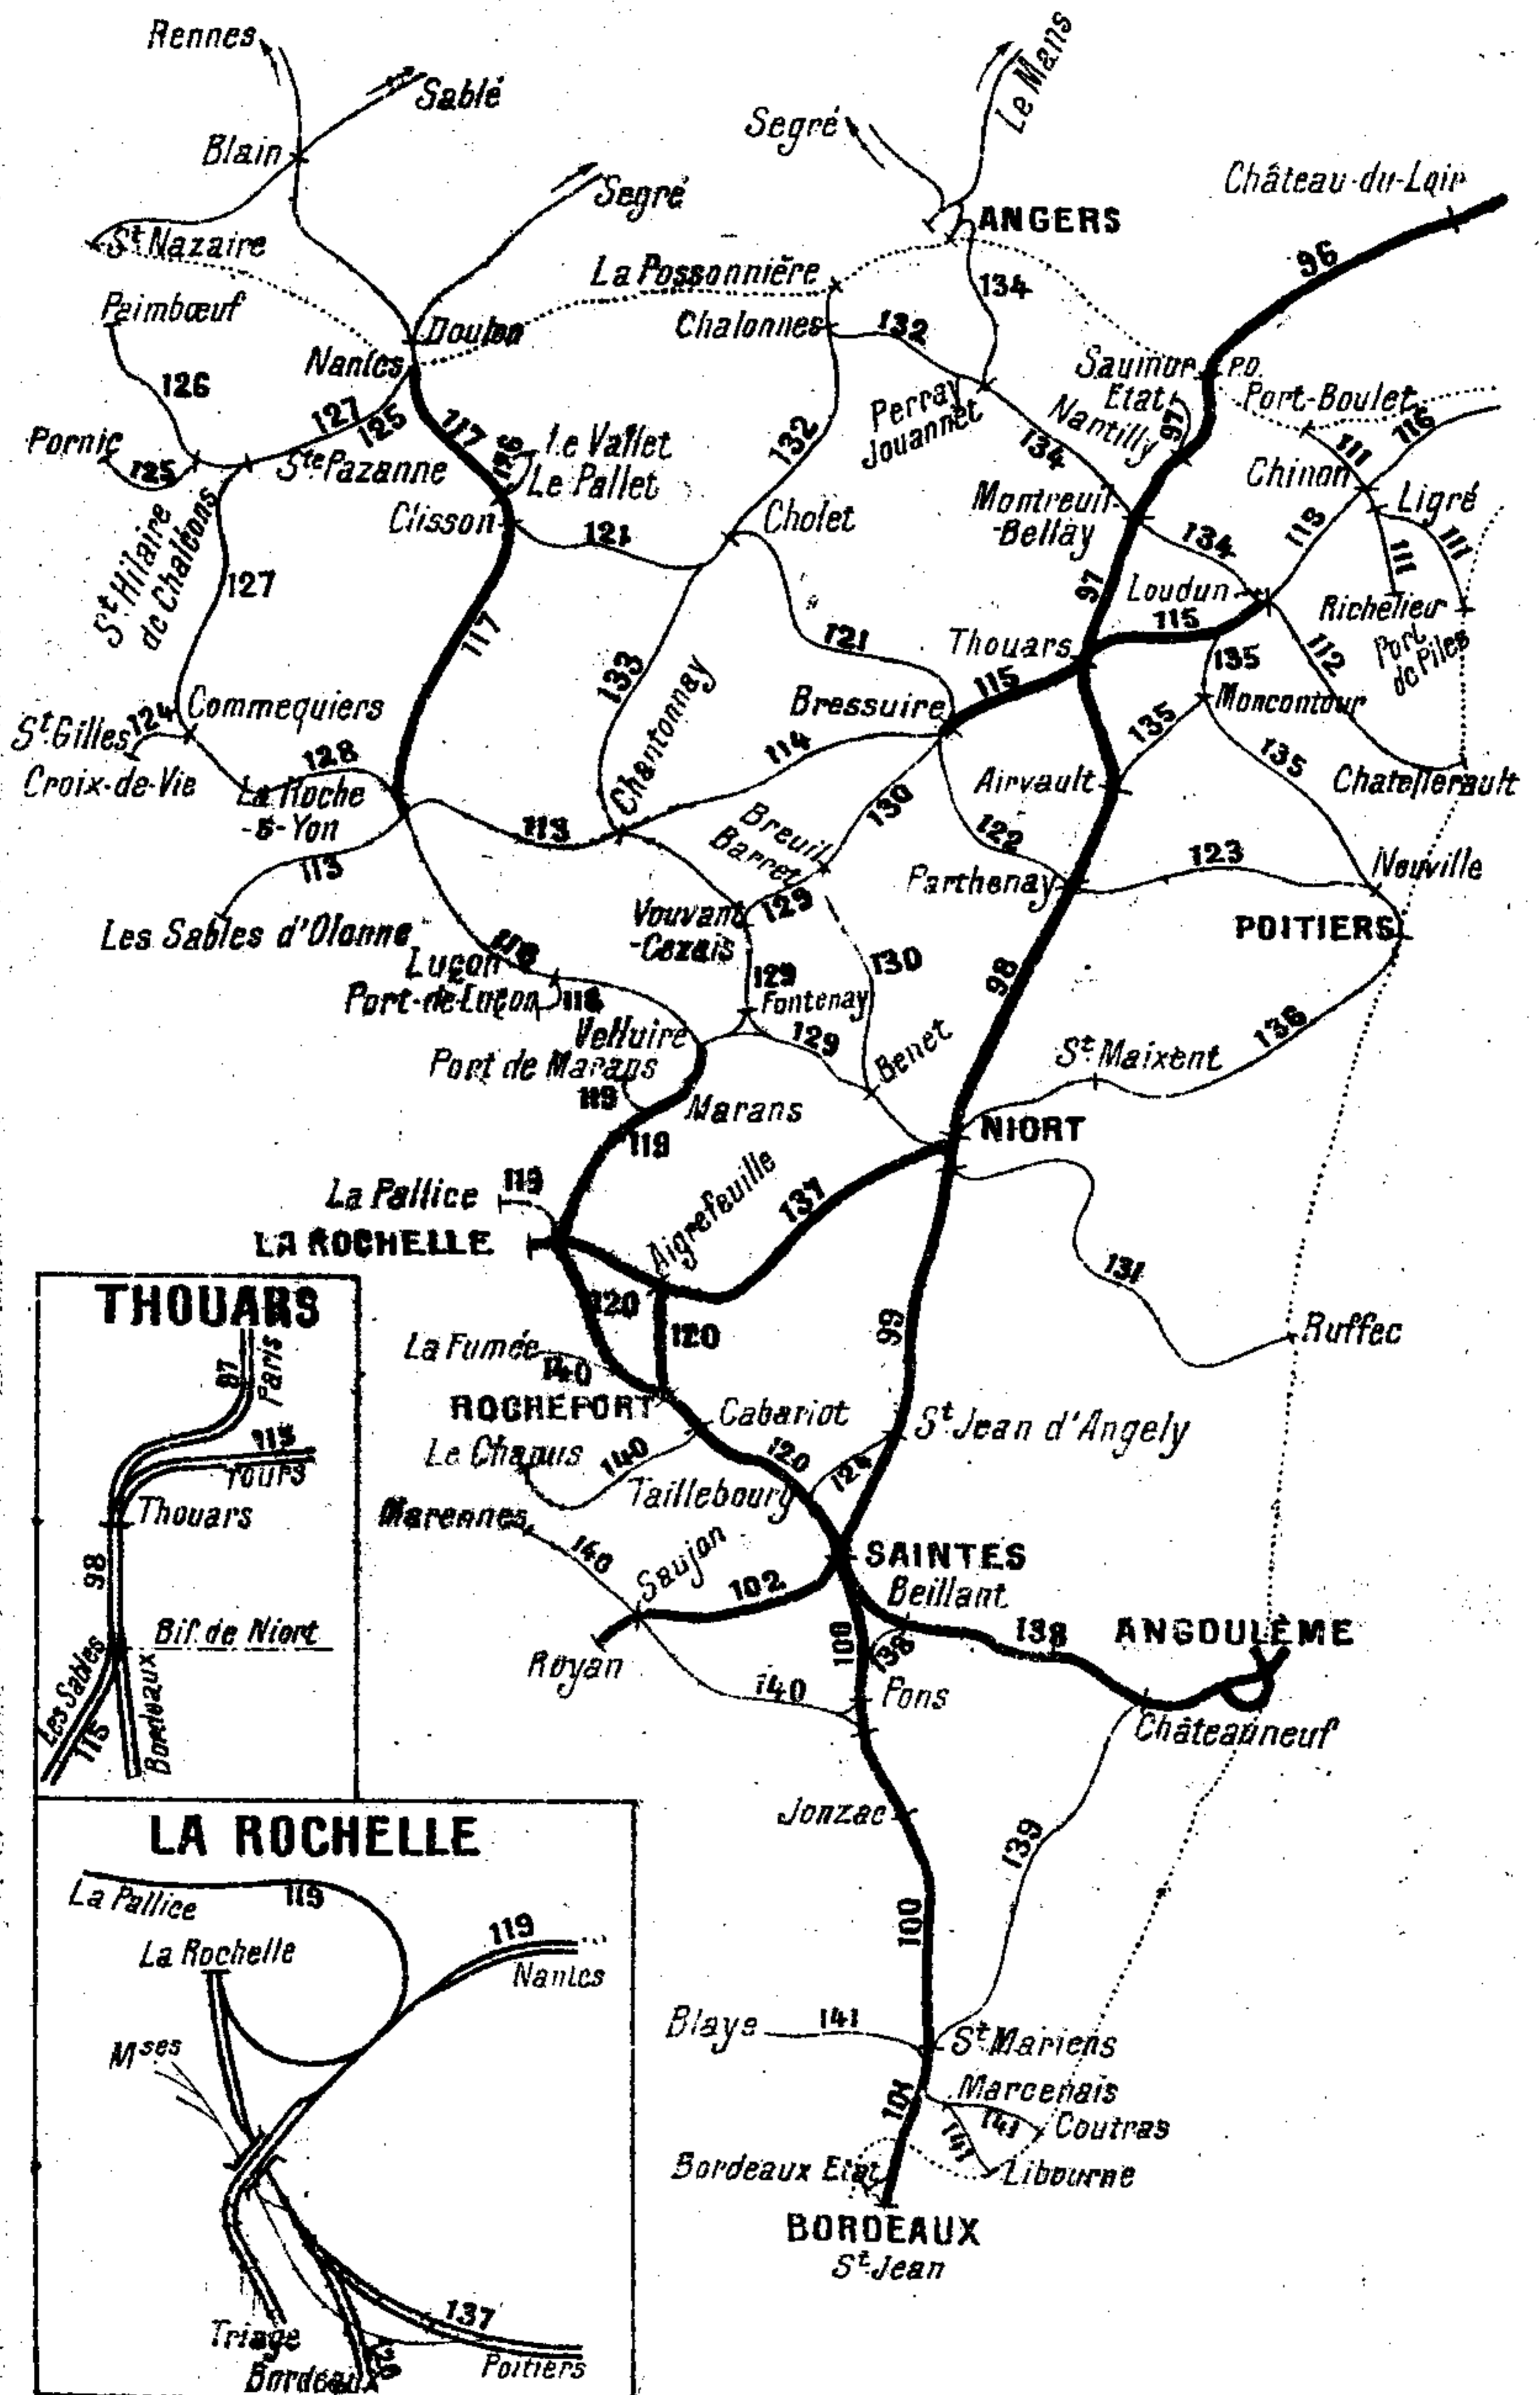 Rennes
Sablé
Blain
Segré
Le Mans
Segré
Château-du-Loir
St Nazaire
ANGERS
96
La Possonnière
134
Paimbœuf
Doulon
Chalonnes
132
Nantes
Saumur P.O.
126
Etat
Port-Boulet
127
125
117
Perray
Jouannet
Nantilly
97
116
Pornic
125
Ste Pazanne
136
Le Vallet
Le Pallet
132
134
111
Chinon
Ligré
Clisson
121
Cholet
Montreuil
-Bellay
134
113
111
111
St Hilaire
de Chaléons
127
97
Loudun
Richelieu
117
121
Thouars
115
112
Port
de Piles
133
135
Chantonnay
115
Moncontour
Commequiers
Bressuire
St Gilles
124
Croix-de-Vie
128
114
135
135
La Roche
-s-Yon
Airvault
Chatellerault
113
130
Breuil
Barret
122
123
113
Parthenay
Neuville
129
Les Sables d'Olonne
Vouvant
-Cezais
POITIERS
118
Luçon
Port-de-Luçon
118
129
130
98
Fontenay
Velluire
129
Benet
136
Port de Marans
119
St Maixent
Marans
119
NIORT
La Pallice
119
137
LA ROCHELLE
Aigrefeuille
131
120
120
99
Ruffec
La Fumée
140
ROCHEFORT
Cabariot
St Jean d'Angely
Le Chapus
140
120
124
Taillebourg
Marennes
140
Saujon
SAINTES
102
Beillant
Royan
100
138
138
ANGOULÊME
140
Pons
Châteauneuf
Jonzac
139
100
Blaye
141
St Mariens
Marcenais
101
141
141
Coutras
Bordeaux Etat
Libourne
BORDEAUX
St-Jean
THOUARS
97
Paris
115
Tours
Thouars
98
Bif. de Niort
Les Sables
115
Bordeaux
LA ROCHELLE
La Pallice
119
La Rochelle
119
Nantes
Mses
137
Triage
Bordeaux
Poitiers